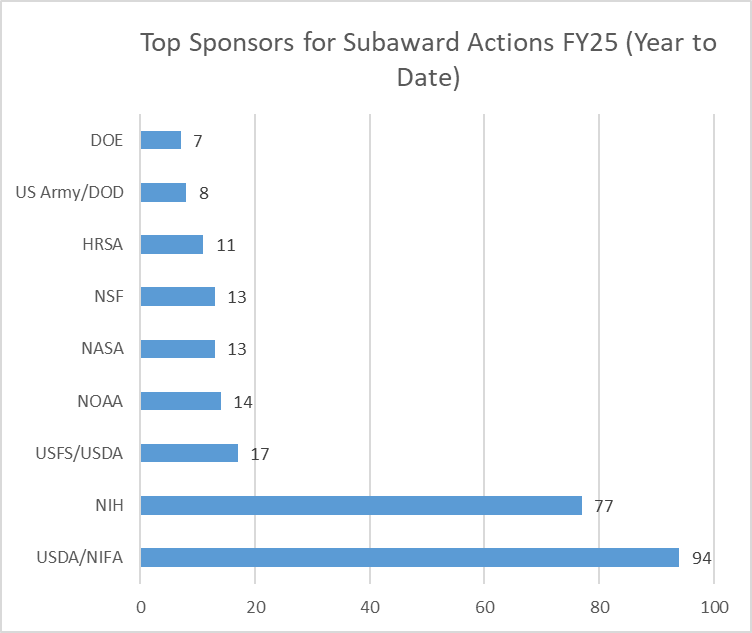 Top Sponsors for Subaward Actions FY25 (Year to
Date)
DOE 7
US Army/DOD 8
HRSA 11
NSF 13
NASA 13
NOAA 14
USFS/USDA 17
NIH 77
USDA/NIFA 94
0 20 40 60 80 100